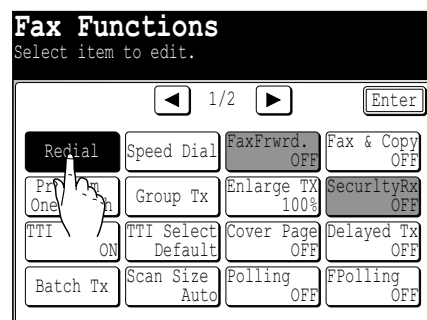 Fax Functions
Select item to edit.
1/2
Enter
Redial
Speed Dial
FaxFrwrd.
OFF
Fax & Copy
OFF
Group Tx
Enlarge TX
100%
SecurltyRx
OFF
TTI
ON
TTI Select
Default
Cover Page
OFF
Delayed Tx
OFF
Batch Tx
Scan Size
Auto
Polling
OFF
FPolling
OFF